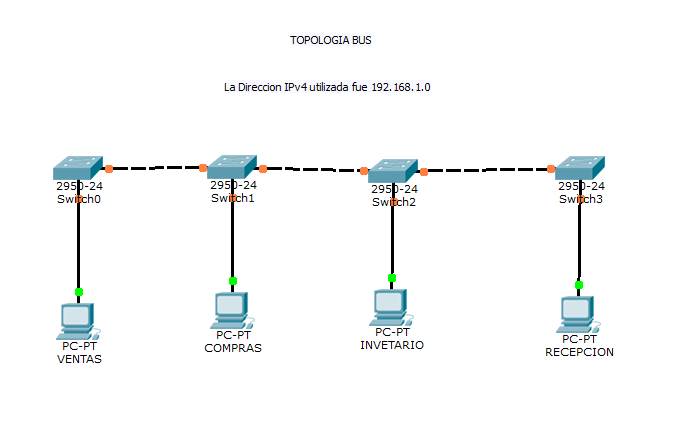 TOPOLOGIA BUS
La Direccion IPv4 utilizada fue 192.168.1.0
2950-24
Switch0
2950-24
Switch1
2950-24
Switch2
2950-24
Switch3
PC-PT
VENTAS
PC-PT
COMPRAS
PC-PT
INVETARIO
PC-PT
RECEPCION